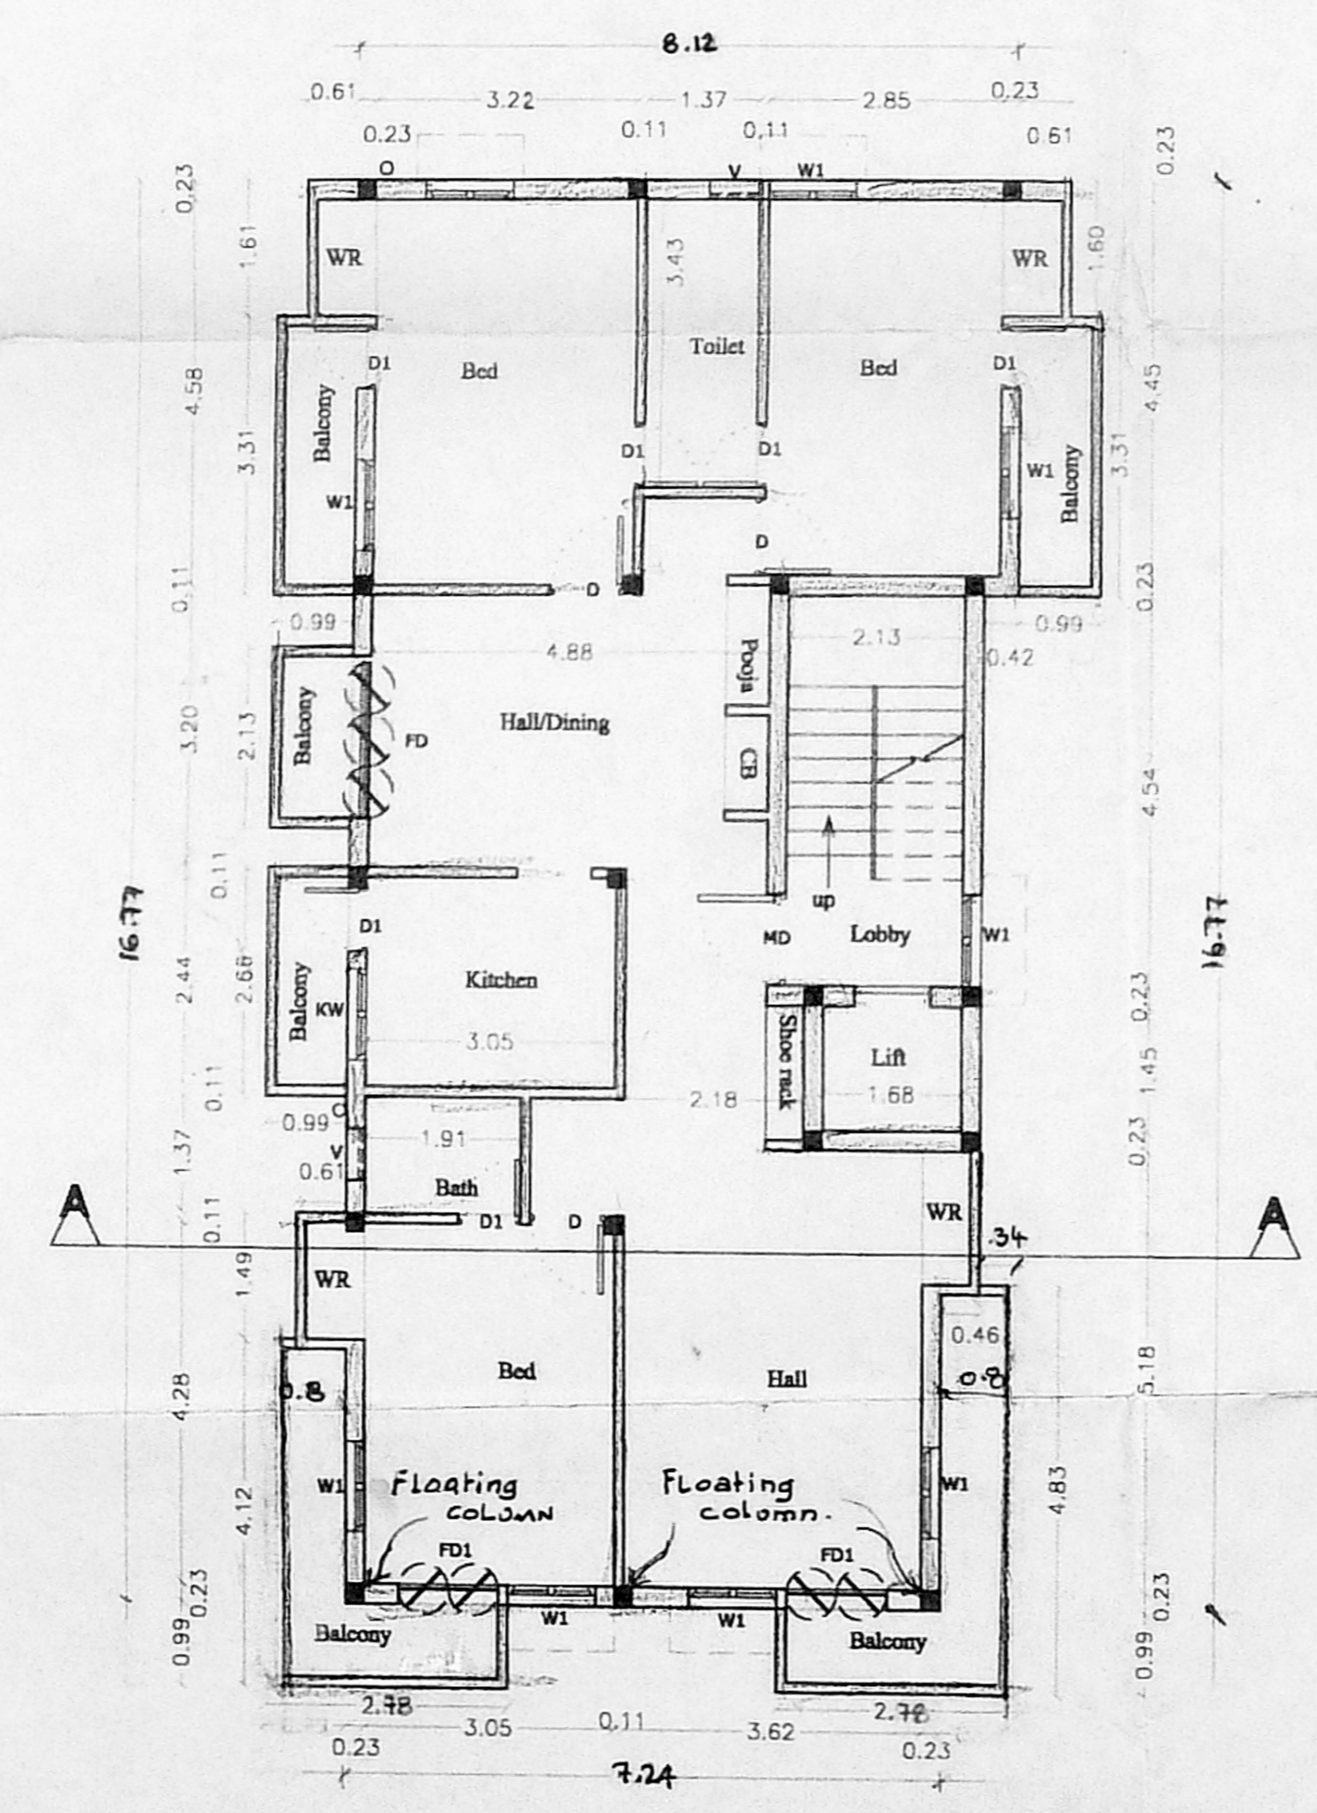 8.12
0.61
3.22
1.37
2.85
0,23
0.23
0.11
0,11
0.61
0,23
0.23
O
V
W1
1.61
WR
3.43
WR
1.60
Toilet
D1
Bed
Bed
D1
4.58
4.45
Balcony
3.31
D1
D1
W1
W1
Balcony
3.31
D
0,11
D
0.23
0.99
4.88
2.13
0.99
0.42
Pooja
Balcony
Hall/Dining
3.20
2.13
FD
CB
4.54
0.11
up
16.77
D1
MD
Lobby
W1
16.77
2.44
2.66
Balcony
KW
Kitchen
3.05
0.23
Shoe rack
Lift
1.68
1.45
0.11
2.18
0.99
1.91
V
0.61
1.37
0.23
Bath
A
A
0.11
D1
D
WR
.34
1.49
WR
0.46
Bed
Hall
0.8
0.8
4.28
5.18
W1
Floating
COLUMN
Floating
column.
W1
4.12
4.83
FD1
FD1
0.23
0.23
W1
W1
Balcony
Balcony
0.99
0.99
2.78
2.78
3.05
0,11
3.62
0.23
0.23
7.24